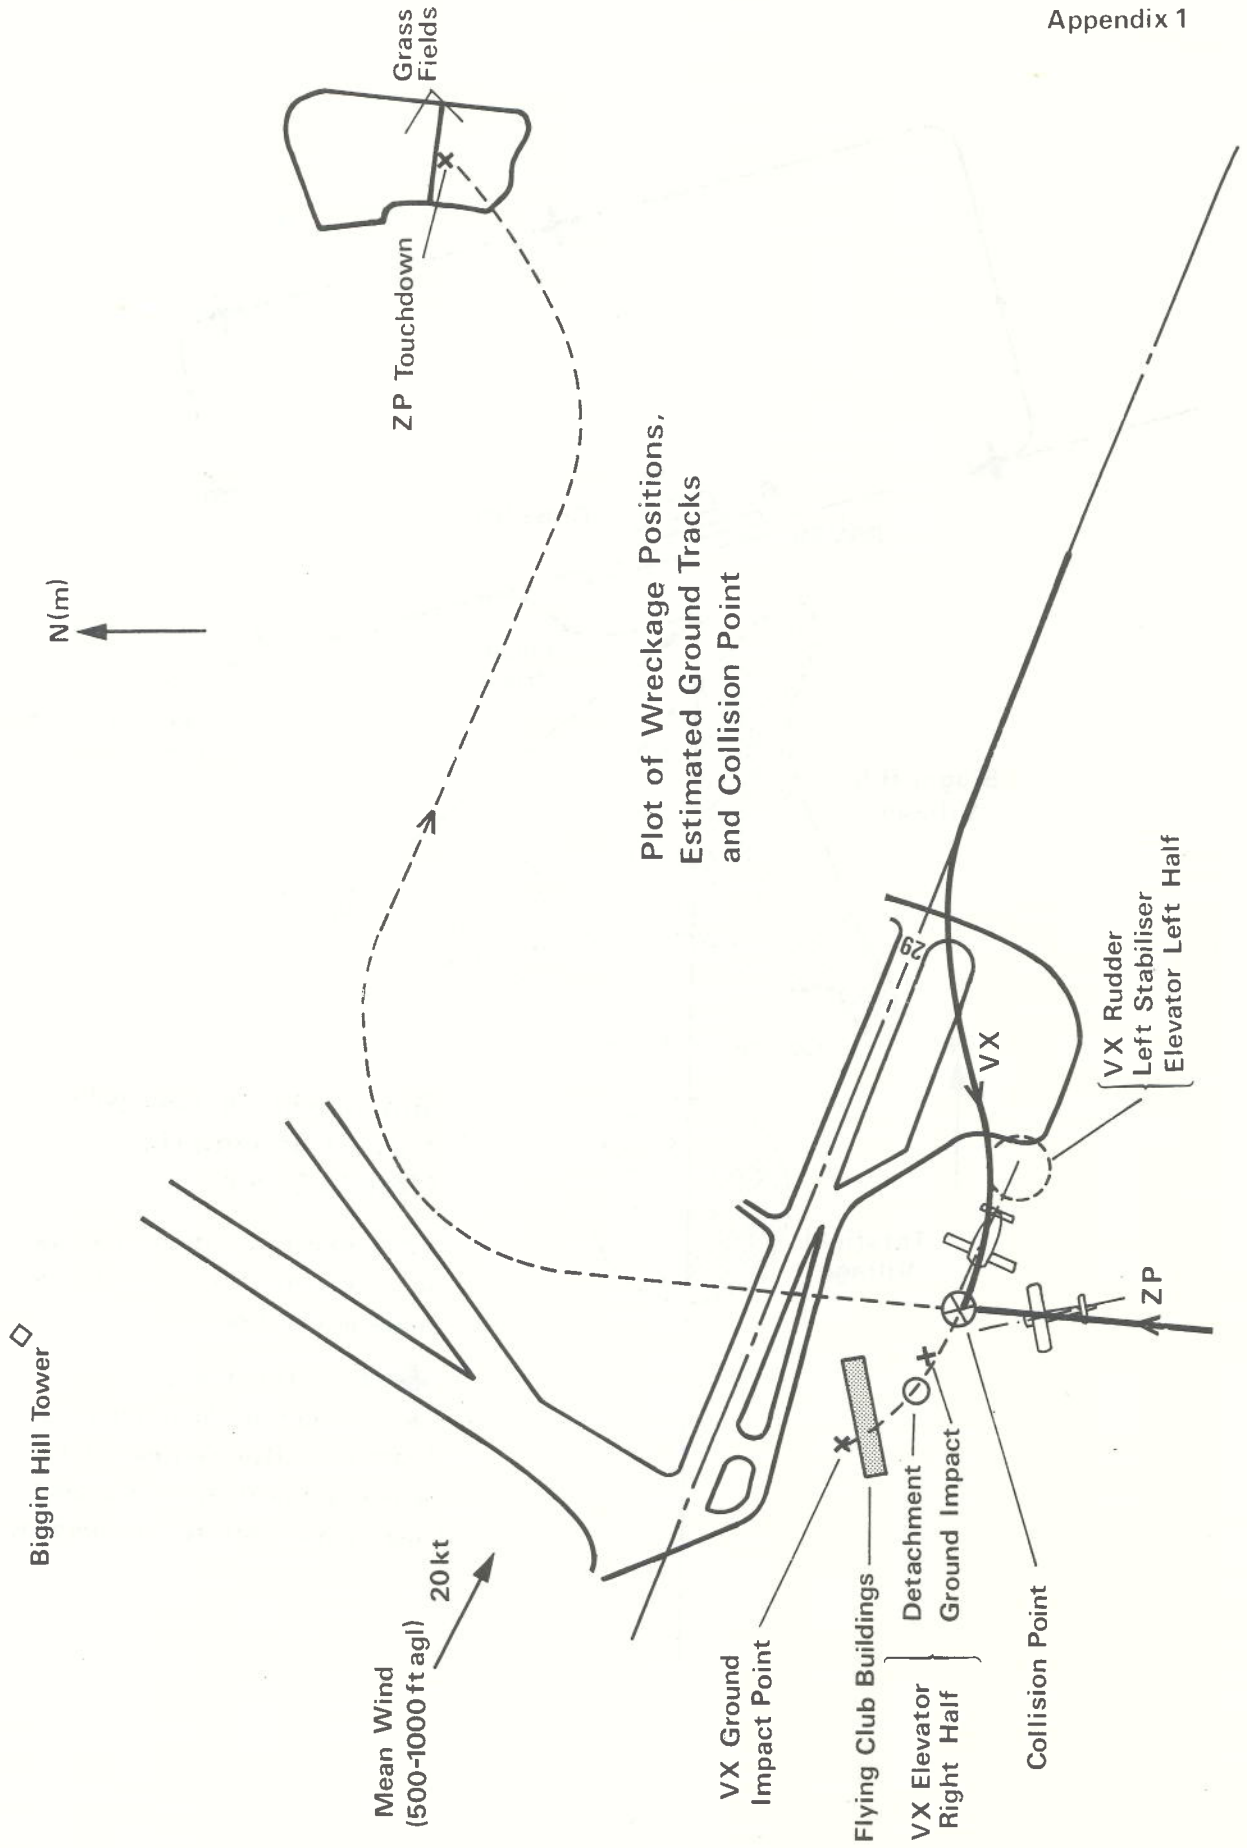 Appendix 1
Grass
Fields
ZP Touchdown
N(m)
Plot of Wreckage Positions,
Estimated Ground Tracks
and Collision Point
Biggin Hill Tower
Mean Wind
(500-1000 ft agl)
20 kt
29
VX
VX Rudder
Left Stabiliser
Elevator Left Half
ZP
VX Ground
Impact Point
Flying Club Buildings
VX Elevator
Right Half
Detachment
Ground Impact
Collision Point